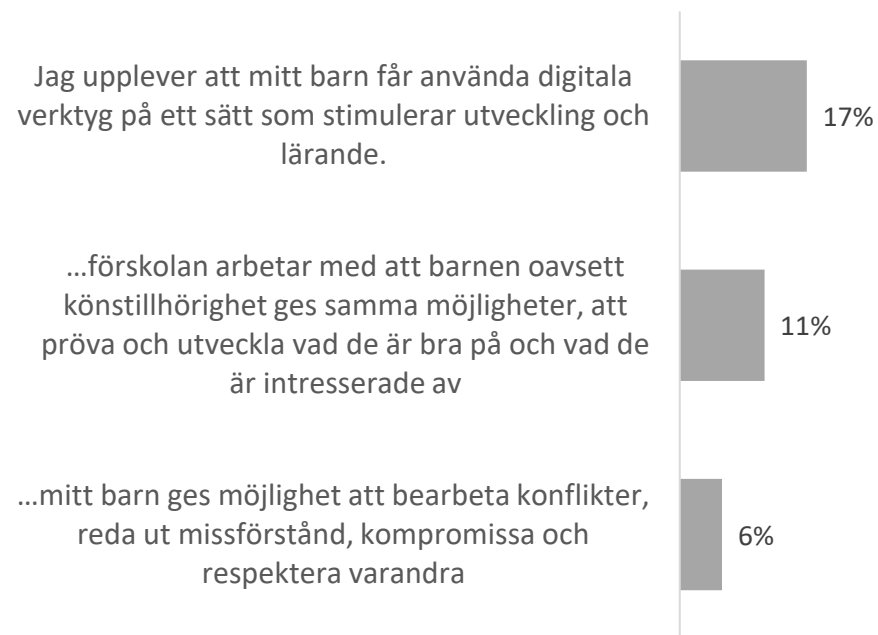 Jag upplever att mitt barn får använda digitala
verktyg på ett sätt som stimulerar utveckling och
lärande.
17%
…förskolan arbetar med att barnen oavsett
könstillhörighet ges samma möjligheter, att
pröva och utveckla vad de är bra på och vad de
är intresserade av
11%
…mitt barn ges möjlighet att bearbeta konflikter,
reda ut missförstånd, kompromissa och
respektera varandra
6%